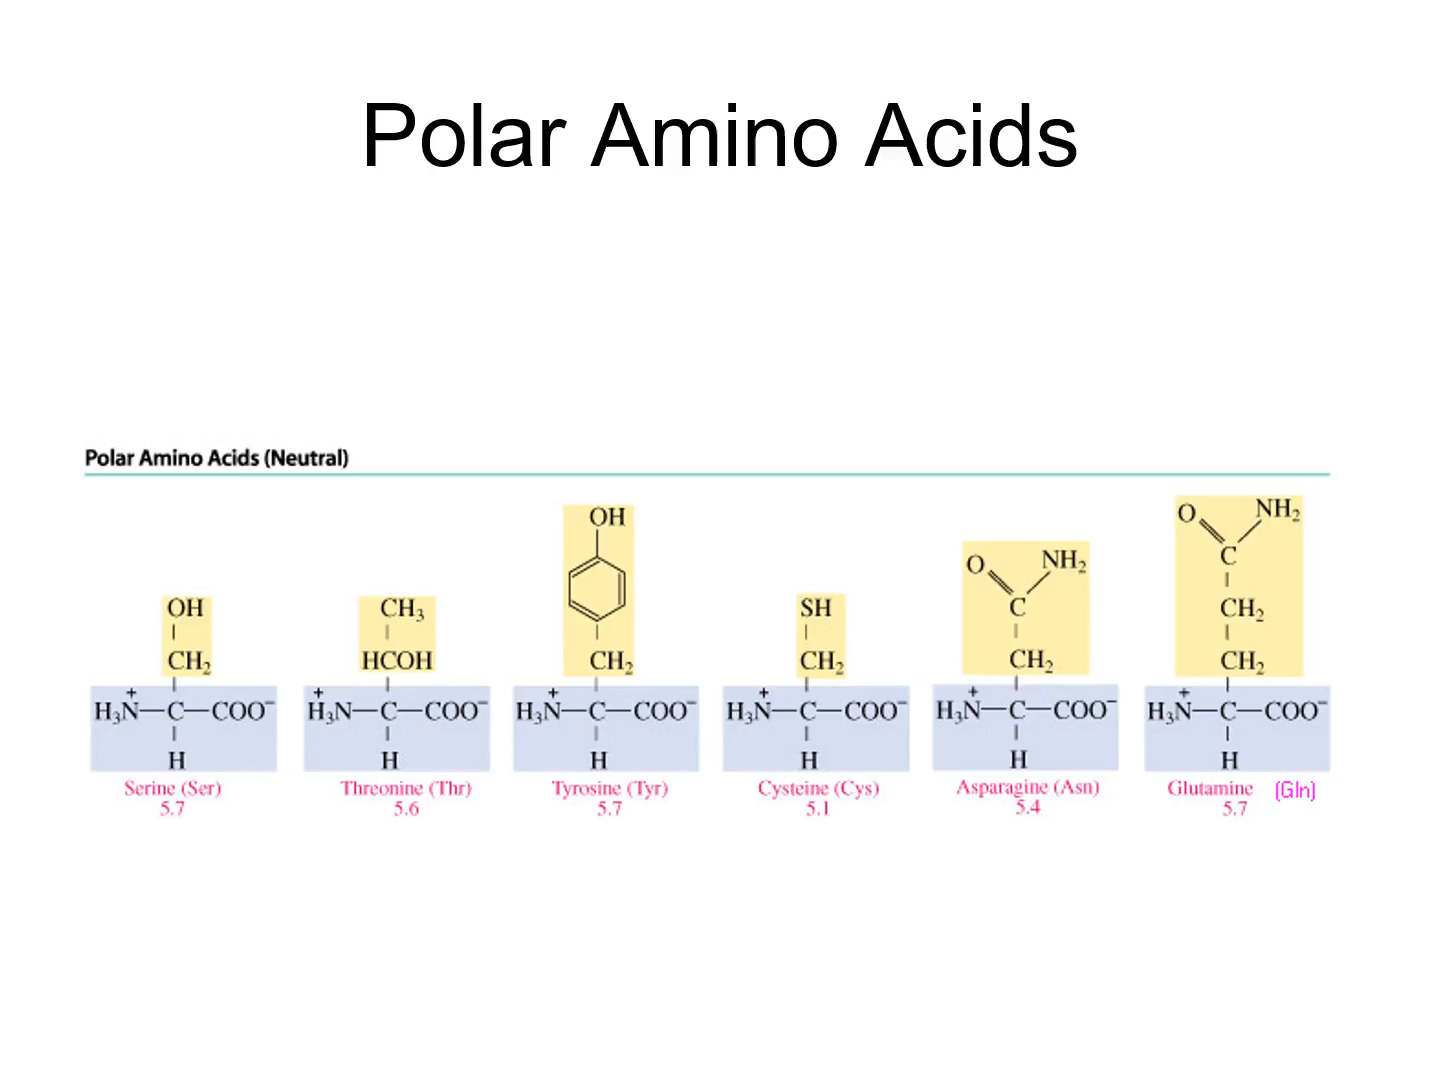 Polar Amino Acids
Polar Amino Acids (Neutral)
OH
CH₂
H₃N⁺—C—COO⁻
H
Serine (Ser)
5.7
CH₃
HCOH
H₃N⁺—C—COO⁻
H
Threonine (Thr)
5.6
OH
CH₂
H₃N⁺—C—COO⁻
H
Tyrosine (Tyr)
5.7
SH
CH₂
H₃N⁺—C—COO⁻
H
Cysteine (Cys)
5.1
O NH₂
C
CH₂
H₃N⁺—C—COO⁻
H
Asparagine (Asn)
5.4
O NH₂
C
CH₂
CH₂
H₃N⁺—C—COO⁻
H
Glutamine (Gln)
5.7